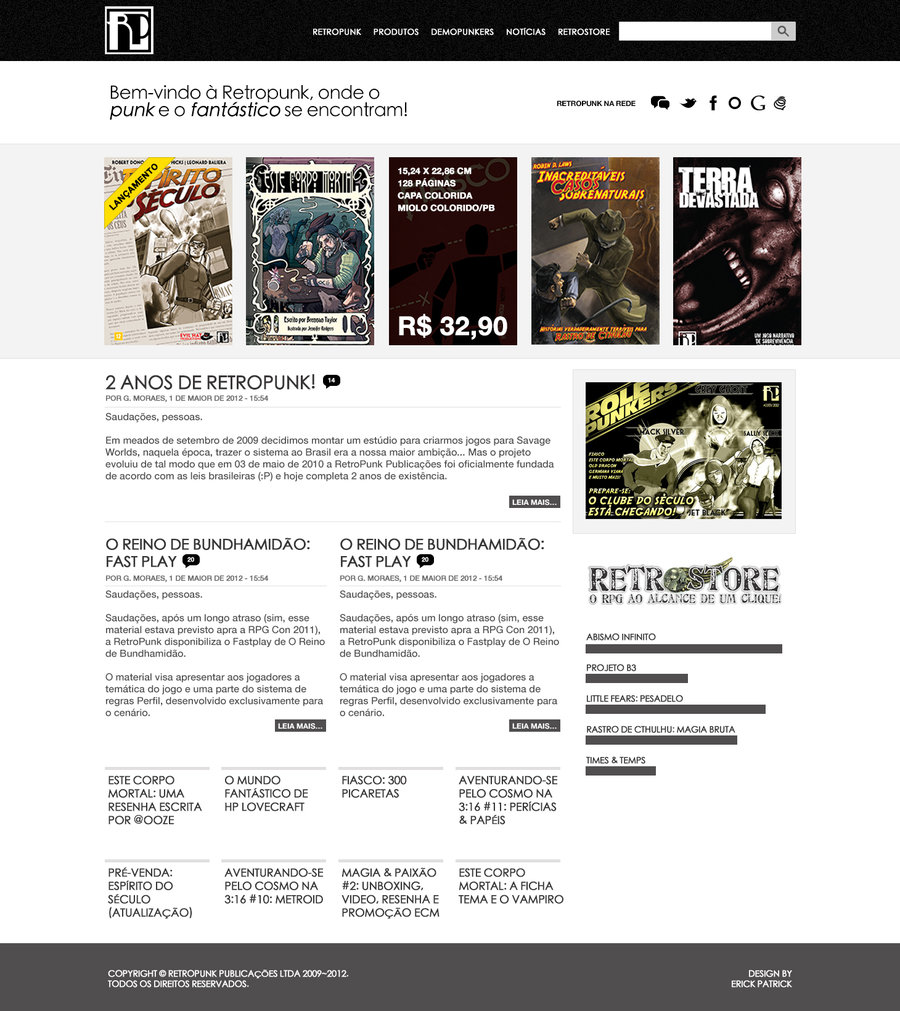 RP
RETROPUNK PRODUTOS DEMOPUNKERS NOTÍCIAS RETROSTORE
Bem-vindo à Retropunk, onde o
punk e o fantástico se encontram!
RETROPUNK NA REDE
LANÇAMENTO
ESPÍRITO
SÉCULO
ESTE CORPO MORTAL
Escrito por Brennan Taylor
Ilustrado por Jennifer Rodgers
15,24 X 22,86 CM
128 PÁGINAS
CAPA COLORIDA
MIOLO COLORIDO/PB
FIASCO
R$ 32,90
ROBIN D. LAWS
INACREDITÁVEIS
CASOS
SOBRENATURAIS
HISTÓRIAS VERDADEIRAMENTE TERRÍVEIS PARA
RASTRO DE CTHULHU
TERRA
DEVASTADA
UM JOGO NARRATIVO
DE SOBREVIVÊNCIA
2 ANOS DE RETROPUNK! 14
POR G. MORAES, 1 DE MAIOR DE 2012 - 15:54
Saudações, pessoas.
Em meados de setembro de 2009 decidimos montar um estúdio para criarmos jogos para Savage
Worlds, naquela época, trazer o sistema ao Brasil era a nossa maior ambição... Mas o projeto
evoluiu de tal modo que em 03 de maio de 2010 a RetroPunk Publicações foi oficialmente fundada
de acordo com as leis brasileiras (:P) e hoje completa 2 anos de existência.
LEIA MAIS...
O REINO DE BUNDHAMIDÃO:
FAST PLAY 20
POR G. MORAES, 1 DE MAIOR DE 2012 - 15:54
Saudações, pessoas.
Saudações, após um longo atraso (sim, esse
material estava previsto apra a RPG Con 2011),
a RetroPunk disponibiliza o Fastplay de O Reino
de Bundhamidão.
O material visa apresentar aos jogadores a
temática do jogo e uma parte do sistema de
regras Perfil, desenvolvido exclusivamente para
o cenário.
LEIA MAIS...
O REINO DE BUNDHAMIDÃO:
FAST PLAY 20
POR G. MORAES, 1 DE MAIOR DE 2012 - 15:54
Saudações, pessoas.
Saudações, após um longo atraso (sim, esse
material estava previsto apra a RPG Con 2011),
a RetroPunk disponibiliza o Fastplay de O Reino
de Bundhamidão.
O material visa apresentar aos jogadores a
temática do jogo e uma parte do sistema de
regras Perfil, desenvolvido exclusivamente para
o cenário.
LEIA MAIS...
ROLE
PUNKERS
GREY GHOST
MACK SILVER
SALLY SLICK
FIASCO
ESTE CORPO MORTAL
OLD DRAGON
E MUITO MAIS!
PREPARE-SE:
O CLUBE DO SÉCULO
ESTÁ CHEGANDO!
JET BLACK
RETROSTORE
O RPG AO ALCANCE DE UM CLIQUE!
ABISMO INFINITO
PROJETO B3
LITTLE FEARS: PESADELO
RASTRO DE CTHULHU: MAGIA BRUTA
TIMES & TEMPS
ESTE CORPO
MORTAL: UMA
RESENHA ESCRITA
POR @OOZE
O MUNDO
FANTÁSTICO DE
HP LOVECRAFT
FIASCO: 300
PICARETAS
AVENTURANDO-SE
PELO COSMO NA
3:16 #11: PERÍCIAS
& PAPÉIS
PRÉ-VENDA:
ESPÍRITO DO
SÉCULO
(ATUALIZAÇÃO)
AVENTURANDO-SE
PELO COSMO NA
3:16 #10: METROID
MAGIA & PAIXÃO
#2: UNBOXING,
VIDEO, RESENHA E
PROMOÇÃO ECM
ESTE CORPO
MORTAL: A FICHA
TEMA E O VAMPIRO
COPYRIGHT © RETROPUNK PUBLICAÇÕES LTDA 2009~2012.
TODOS OS DIREITOS RESERVADOS.
DESIGN BY
ERICK PATRICK